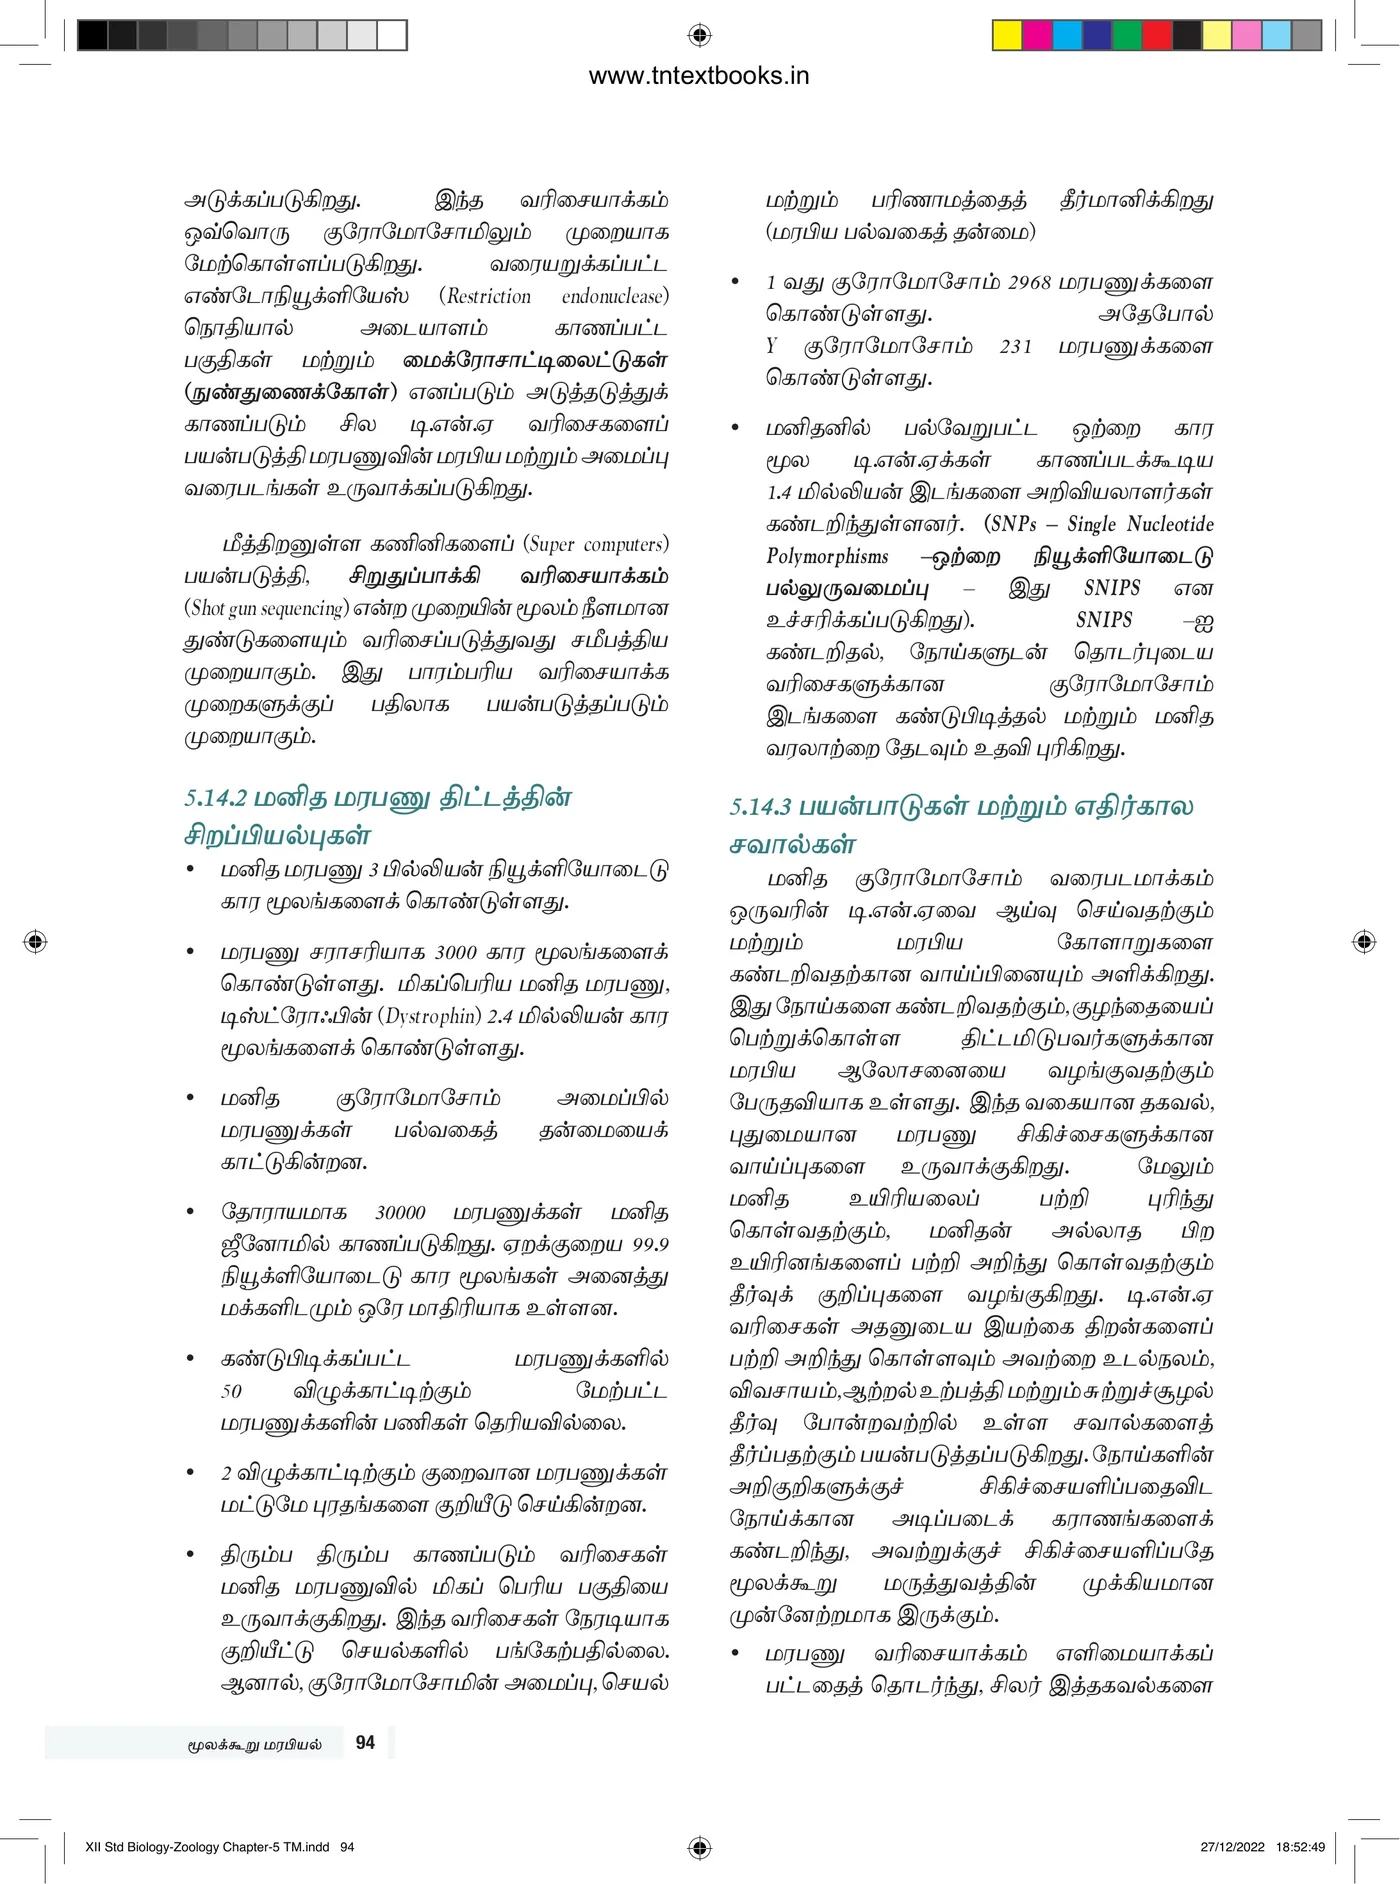 www.tntextbooks.in
அடுக்கப்படுகிறது. இந்த வரிசையாக்கம்
ஒவ்வொரு குரோமோசோமிலும் முறையாக
மேற்கொள்ளப்படுகிறது. வரையறுக்கப்பட்ட
எண்டோநியூக்ளியேஸ் (Restriction endonuclease)
நொதியால் அடையாளம் காணப்பட்ட
பகுதிகள் மற்றும் மைக்ரோசாட்டிலைட்டுகள்
(நுண்துணைக்கோள்) எனப்படும் அடுத்தடுத்துக்
காணப்படும் சில டி.என்.ஏ வரிசைகளைப்
பயன்படுத்தி மரபணுவின் மரபிய மற்றும் அமைப்பு
வரைபடங்கள் உருவாக்கப்படுகிறது.
மீத்திறனுள்ள கணினிகளைப் (Super computers)
பயன்படுத்தி, சிறுதுப்பாக்கி வரிசையாக்கம்
(Shot gun sequencing) என்ற முறையின் மூலம் நீளமான
துண்டுகளையும் வரிசைப்படுத்துவது சமீபத்திய
முறையாகும். இது பாரம்பரிய வரிசையாக்க
முறைகளுக்குப் பதிலாக பயன்படுத்தப்படும்
முறையாகும்.
5.14.2 மனித மரபணு திட்டத்தின்
சிறப்பியல்புகள்
• மனித மரபணு 3 பில்லியன் நியூக்ளியோடைடு
கார மூலங்களைக் கொண்டுள்ளது.
• மரபணு சராசரியாக 3000 கார மூலங்களைக்
கொண்டுள்ளது. மிகப்பெரிய மனித மரபணு,
டிஸ்ட்ரோஃபின் (Dystrophin) 2.4 மில்லியன் கார
மூலங்களைக் கொண்டுள்ளது.
• மனித குரோமோசோம் அமைப்பில்
மரபணுக்கள் பல்வகைத் தன்மையைக்
காட்டுகின்றன.
• தோராயமாக 30000 மரபணுக்கள் மனித
ஜீனோமில் காணப்படுகிறது. ஏறக்குறைய 99.9
நியூக்ளியோடைடு கார மூலங்கள் அனைத்து
மக்களிடமும் ஒரே மாதிரியாக உள்ளன.
• கண்டுபிடிக்கப்பட்ட மரபணுக்களில்
50 விழுக்காட்டிற்கும் மேற்பட்ட
மரபணுக்களின் பணிகள் தெரியவில்லை.
• 2 விழுக்காட்டிற்கும் குறைவான மரபணுக்கள்
மட்டுமே புரதங்களை குறியீடு செய்கின்றன.
• திரும்ப திரும்ப காணப்படும் வரிசைகள்
மனித மரபணுவில் மிகப் பெரிய பகுதியை
உருவாக்குகிறது. இந்த வரிசைகள் நேரடியாக
குறியீட்டு செயல்களில் பங்கேற்பதில்லை.
ஆனால், குரோமோசோமின் அமைப்பு, செயல்
மற்றும் பரிணாமத்தைத் தீர்மானிக்கிறது
(மரபிய பல்வகைத் தன்மை)
• 1 வது குரோமோசோம் 2968 மரபணுக்களை
கொண்டுள்ளது. அதேபோல்
Y குரோமோசோம் 231 மரபணுக்களை
கொண்டுள்ளது.
• மனிதனில் பல்வேறுபட்ட ஒற்றை கார
மூல டி.என்.ஏக்கள் காணப்படக்கூடிய
1.4 மில்லியன் இடங்களை அறிவியலாளர்கள்
கண்டறிந்துள்ளனர். (SNPs – Single Nucleotide
Polymorphisms –ஒற்றை நியூக்ளியோடைடு
பல்லுருவமைப்பு – இது SNIPS என
உச்சரிக்கப்படுகிறது). SNIPS –ஐ
கண்டறிதல், நோய்களுடன் தொடர்புடைய
வரிசைகளுக்கான குரோமோசோம்
இடங்களை கண்டுபிடித்தல் மற்றும் மனித
வரலாற்றை தேடவும் உதவி புரிகிறது.
5.14.3 பயன்பாடுகள் மற்றும் எதிர்கால
சவால்கள்
மனித குரோமோசோம் வரைபடமாக்கம்
ஒருவரின் டி.என்.ஏவை ஆய்வு செய்வதற்கும்
மற்றும் மரபிய கோளாறுகளை
கண்டறிவதற்கான வாய்ப்பினையும் அளிக்கிறது.
இது நோய்களை கண்டறிவதற்கும், குழந்தையைப்
பெற்றுக்கொள்ள திட்டமிடுபவர்களுக்கான
மரபிய ஆலோசனையை வழங்குவதற்கும்
பேருதவியாக உள்ளது. இந்த வகையான தகவல்,
புதுமையான மரபணு சிகிச்சைகளுக்கான
வாய்ப்புகளை உருவாக்குகிறது. மேலும்
மனித உயிரியலைப் பற்றி புரிந்து
கொள்வதற்கும், மனிதன் அல்லாத பிற
உயிரினங்களைப் பற்றி அறிந்து கொள்வதற்கும்
தீர்வுக் குறிப்புகளை வழங்குகிறது. டி.என்.ஏ
வரிசைகள் அதனுடைய இயற்கை திறன்களைப்
பற்றி அறிந்து கொள்ளவும் அவற்றை உடல்நலம்,
விவசாயம்,ஆற்றல் உற்பத்தி மற்றும் சுற்றுச்சூழல்
தீர்வு போன்றவற்றில் உள்ள சவால்களைத்
தீர்ப்பதற்கும் பயன்படுத்தப்படுகிறது. நோய்களின்
அறிகுறிகளுக்குச் சிகிச்சையளிப்பதைவிட
நோய்க்கான அடிப்படைக் கராணங்களைக்
கண்டறிந்து, அவற்றுக்குச் சிகிச்சையளிப்பதே
மூலக்கூறு மருத்துவத்தின் முக்கியமான
முன்னேற்றமாக இருக்கும்.
• மரபணு வரிசையாக்கம் எளிமையாக்கப்
பட்டதைத் தொடர்ந்து, சிலர் இத்தகவல்களை
மூலக்கூறு மரபியல் 94
XII Std Biology-Zoology Chapter-5 TM.indd 94
27/12/2022 18:52:49